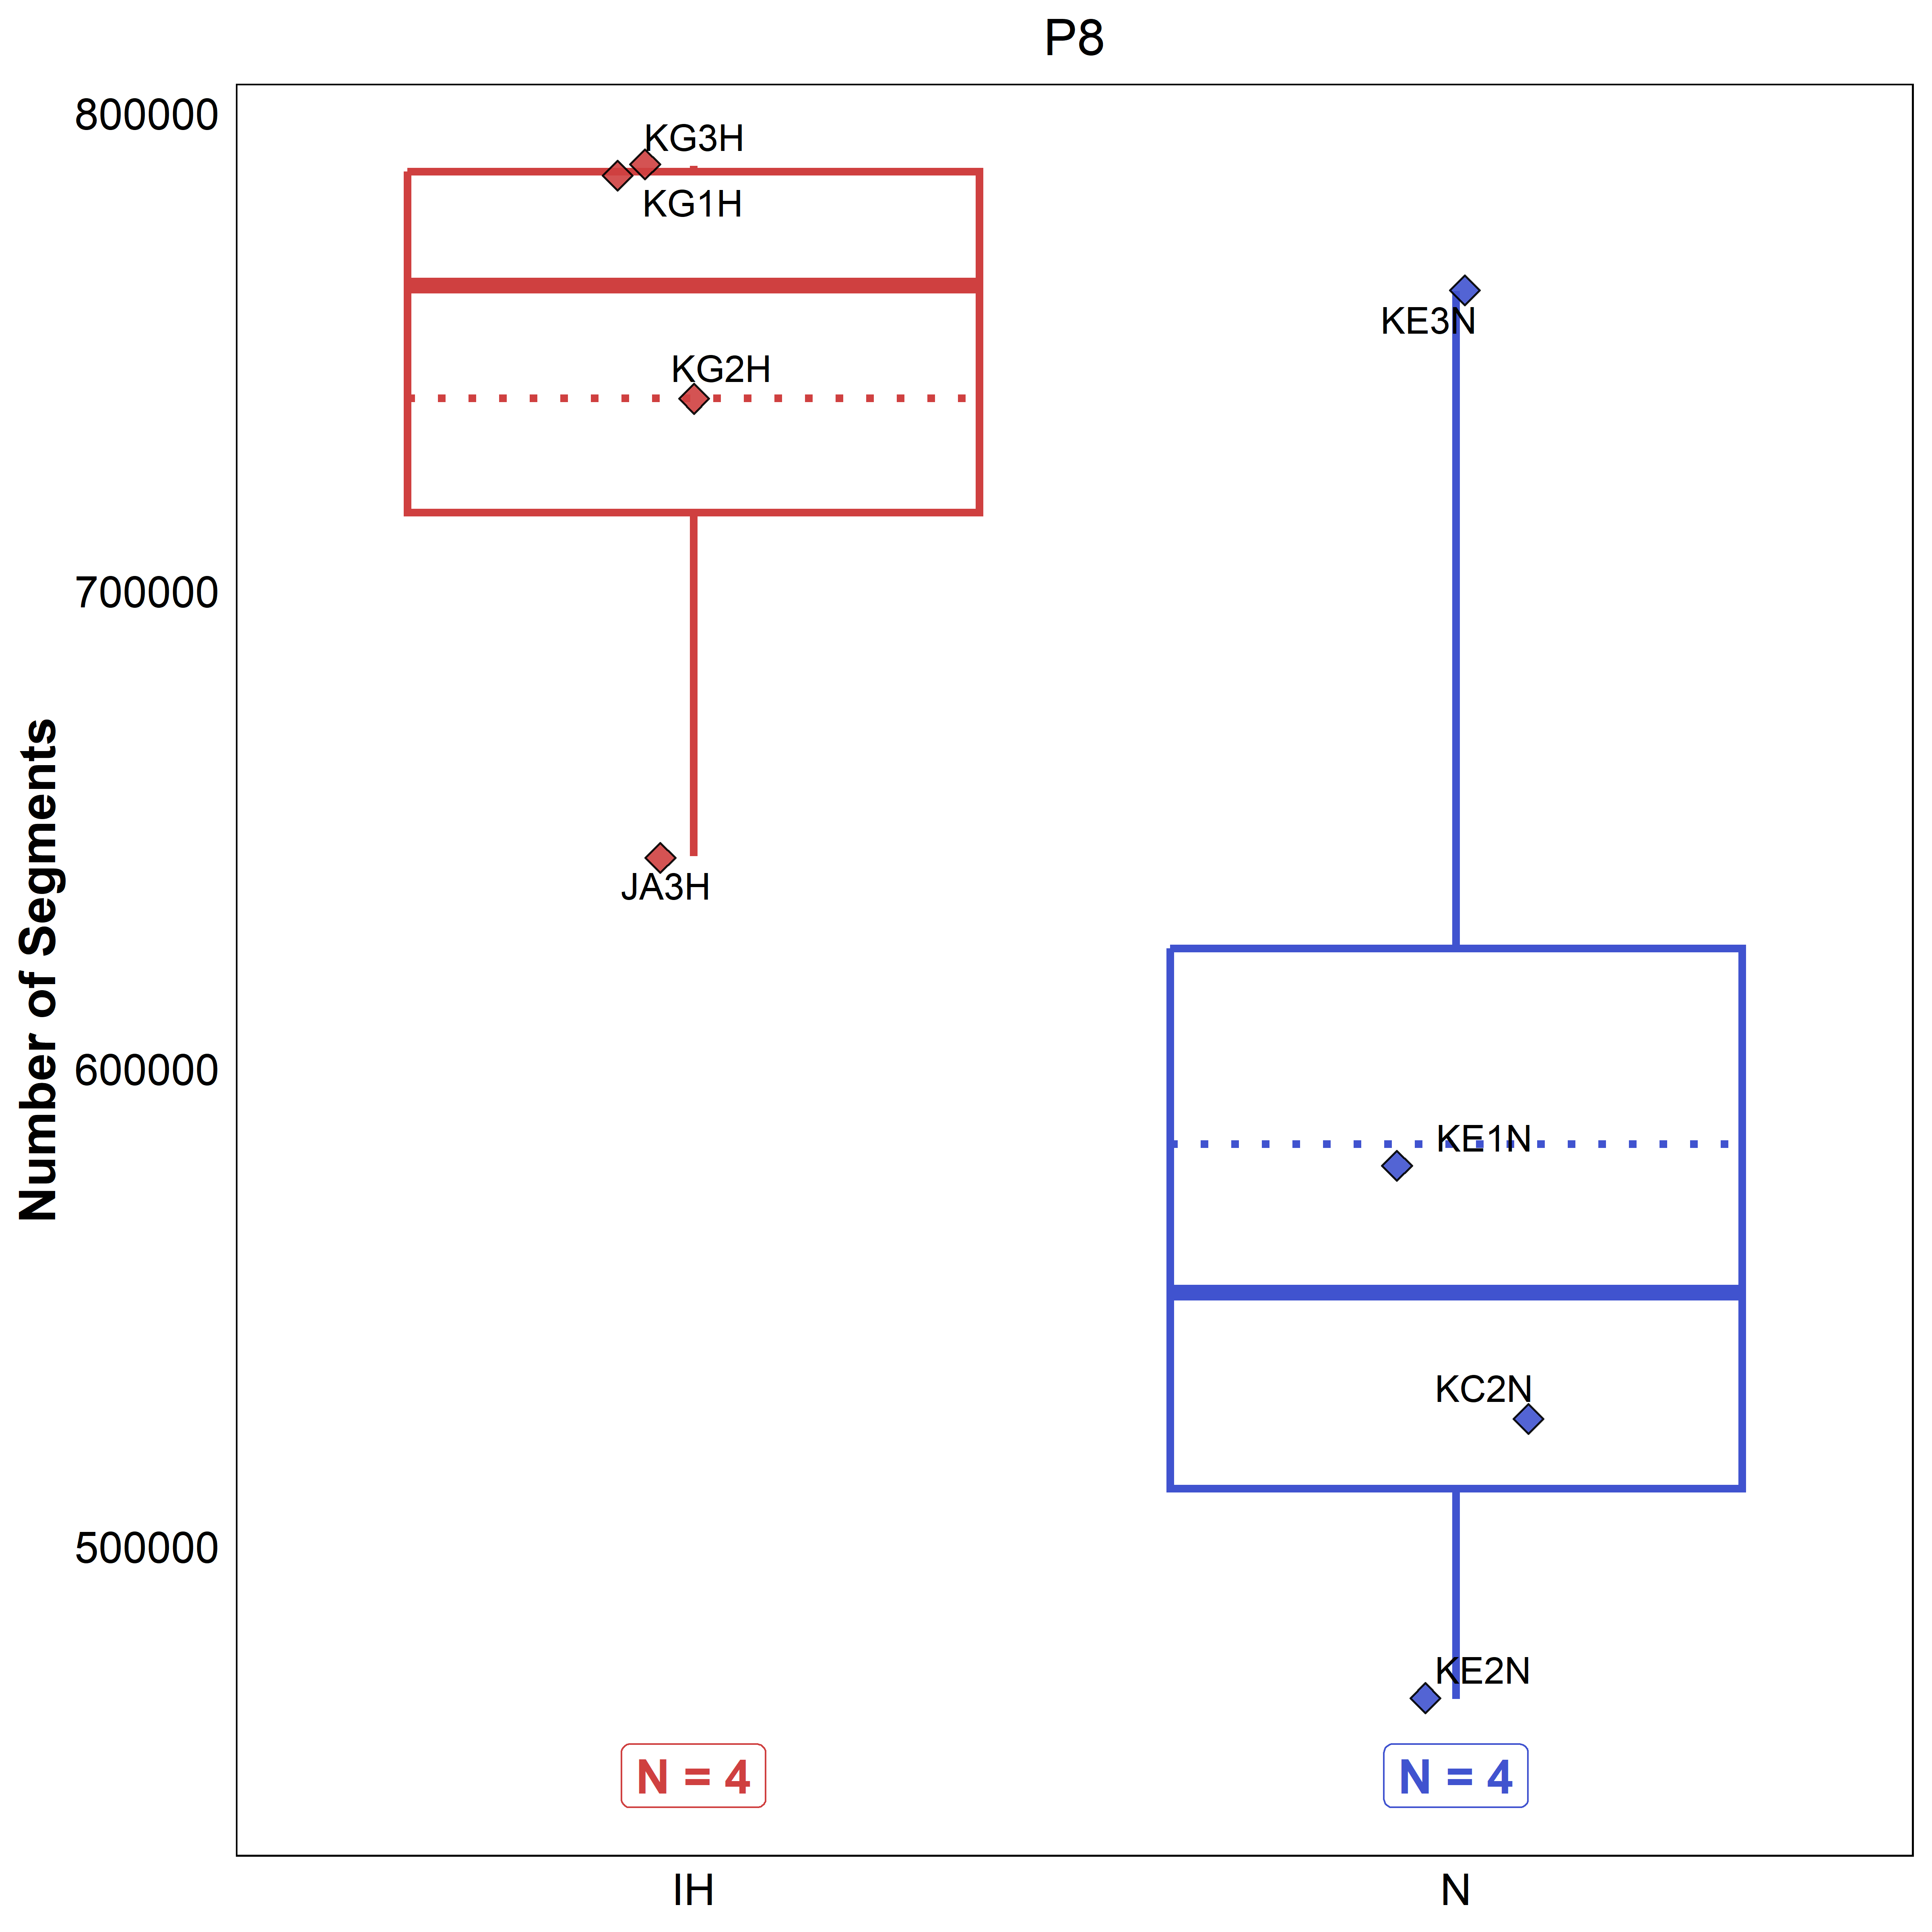 P8
800000
700000
600000
500000
Number of Segments
KG3H
KG1H
KG2H
JA3H
KE3N
KE1N
KC2N
KE2N
N = 4
N = 4
IH
N